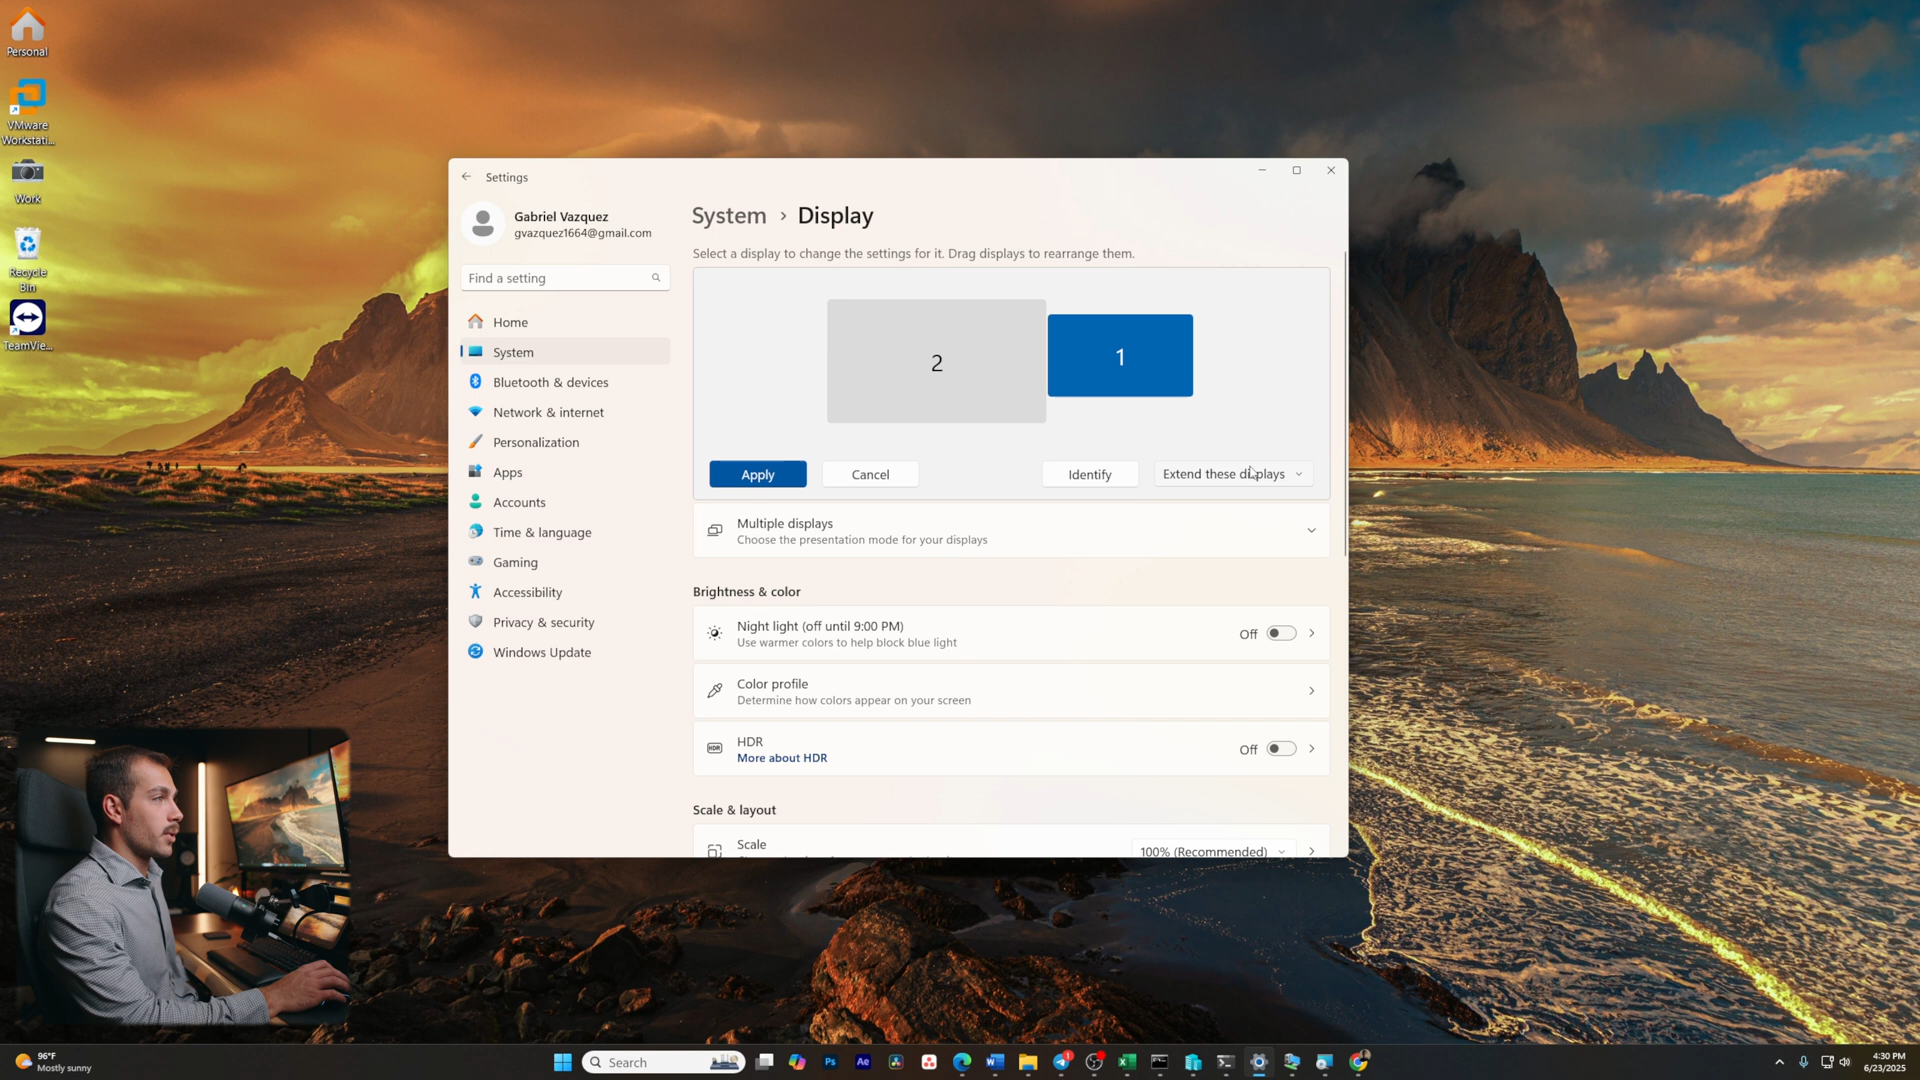 Personal
VMware
Workstati...
Work
Recycle
Bin
TeamVie...
Settings
Gabriel Vazquez
gvazquez1664@gmail.com
Find a setting
Home
System
Bluetooth & devices
Network & internet
Personalization
Apps
Accounts
Time & language
Gaming
Accessibility
Privacy & security
Windows Update
System › Display
Select a display to change the settings for it. Drag displays to rearrange them.
2
1
Apply
Cancel
Identify
Extend these displays
Multiple displays
Choose the presentation mode for your displays
Brightness & color
Night light (off until 9:00 PM)
Use warmer colors to help block blue light
Off
Color profile
Determine how colors appear on your screen
HDR
HDR
More about HDR
Off
Scale & layout
Scale
100% (Recommended)
96°F
Mostly sunny
Search
Ps
Ae
W
1
X
4:30 PM
6/23/2025